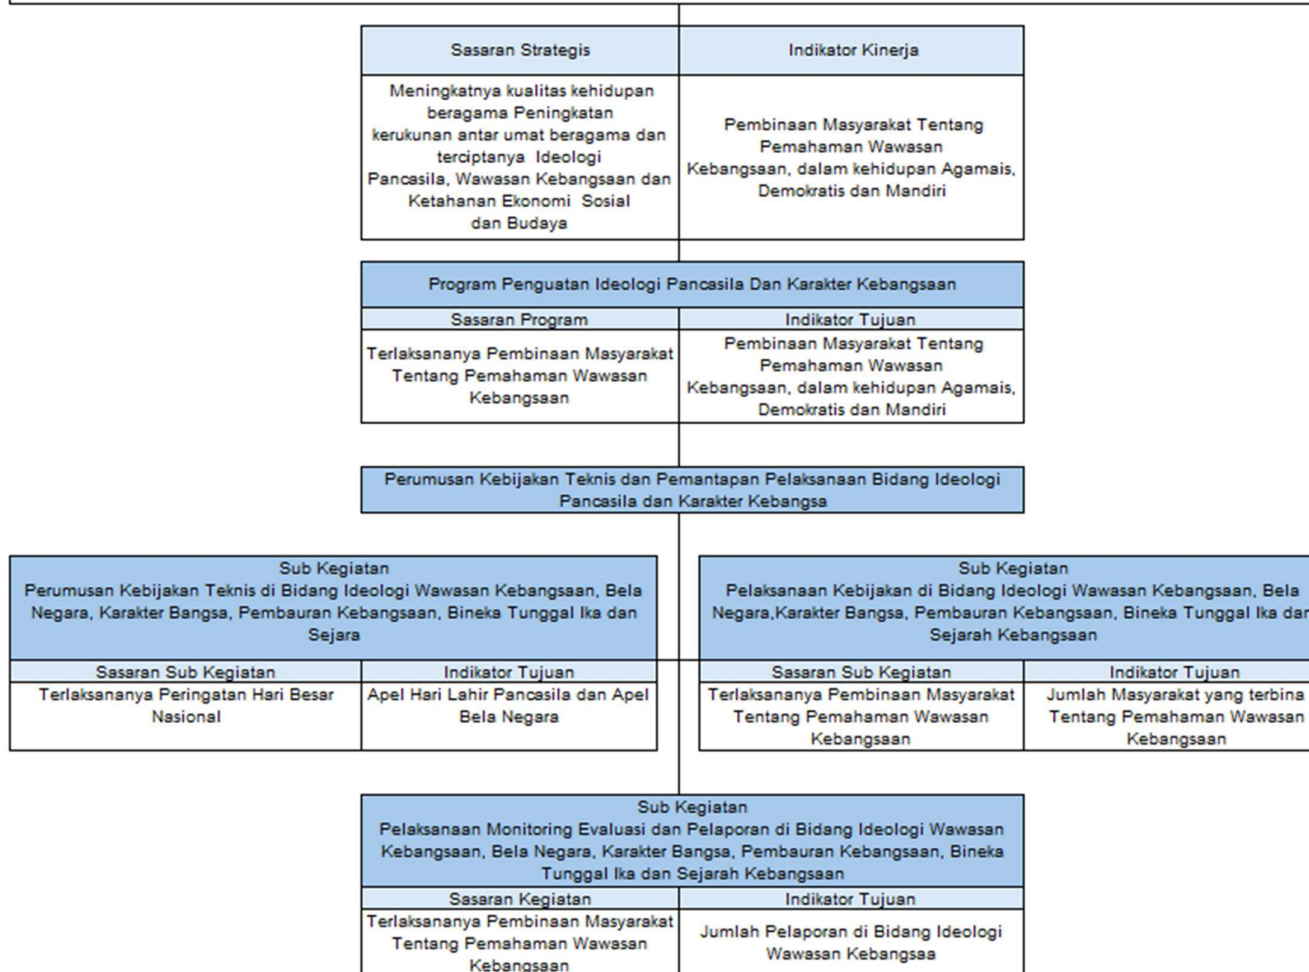 Sasaran Strategis
Indikator Kinerja
Meningkatnya kualitas kehidupan
beragama Peningkatan
kerukunan antar umat beragama dan
terciptanya Ideologi
Pancasila, Wawasan Kebangsaan dan
Ketahanan Ekonomi Sosial
dan Budaya
Pembinaan Masyarakat Tentang
Pemahaman Wawasan
Kebangsaan, dalam kehidupan Agamais,
Demokratis dan Mandiri
Program Penguatan Ideologi Pancasila Dan Karakter Kebangsaan
Sasaran Program
Indikator Tujuan
Terlaksananya Pembinaan Masyarakat
Tentang Pemahaman Wawasan
Kebangsaan
Pembinaan Masyarakat Tentang
Pemahaman Wawasan
Kebangsaan, dalam kehidupan Agamais,
Demokratis dan Mandiri
Perumusan Kebijakan Teknis dan Pemantapan Pelaksanaan Bidang Ideologi
Pancasila dan Karakter Kebangsa
Sub Kegiatan
Perumusan Kebijakan Teknis di Bidang Ideologi Wawasan Kebangsaan, Bela
Negara, Karakter Bangsa, Pembauran Kebangsaan, Bineka Tunggal Ika dan
Sejara
Sasaran Sub Kegiatan
Indikator Tujuan
Terlaksananya Peringatan Hari Besar
Nasional
Apel Hari Lahir Pancasila dan Apel
Bela Negara
Sub Kegiatan
Pelaksanaan Kebijakan di Bidang Ideologi Wawasan Kebangsaan, Bela
Negara,Karakter Bangsa, Pembauran Kebangsaan, Bineka Tunggal Ika dan
Sejarah Kebangsaan
Sasaran Sub Kegiatan
Indikator Tujuan
Terlaksananya Pembinaan Masyarakat
Tentang Pemahaman Wawasan
Kebangsaan
Jumlah Masyarakat yang terbina
Tentang Pemahaman Wawasan
Kebangsaan
Sub Kegiatan
Pelaksanaan Monitoring Evaluasi dan Pelaporan di Bidang Ideologi Wawasan
Kebangsaan, Bela Negara, Karakter Bangsa, Pembauran Kebangsaan, Bineka
Tunggal Ika dan Sejarah Kebangsaan
Sasaran Kegiatan
Indikator Tujuan
Terlaksananya Pembinaan Masyarakat
Tentang Pemahaman Wawasan
Kebangsaan
Jumlah Pelaporan di Bidang Ideologi
Wawasan Kebangsaa